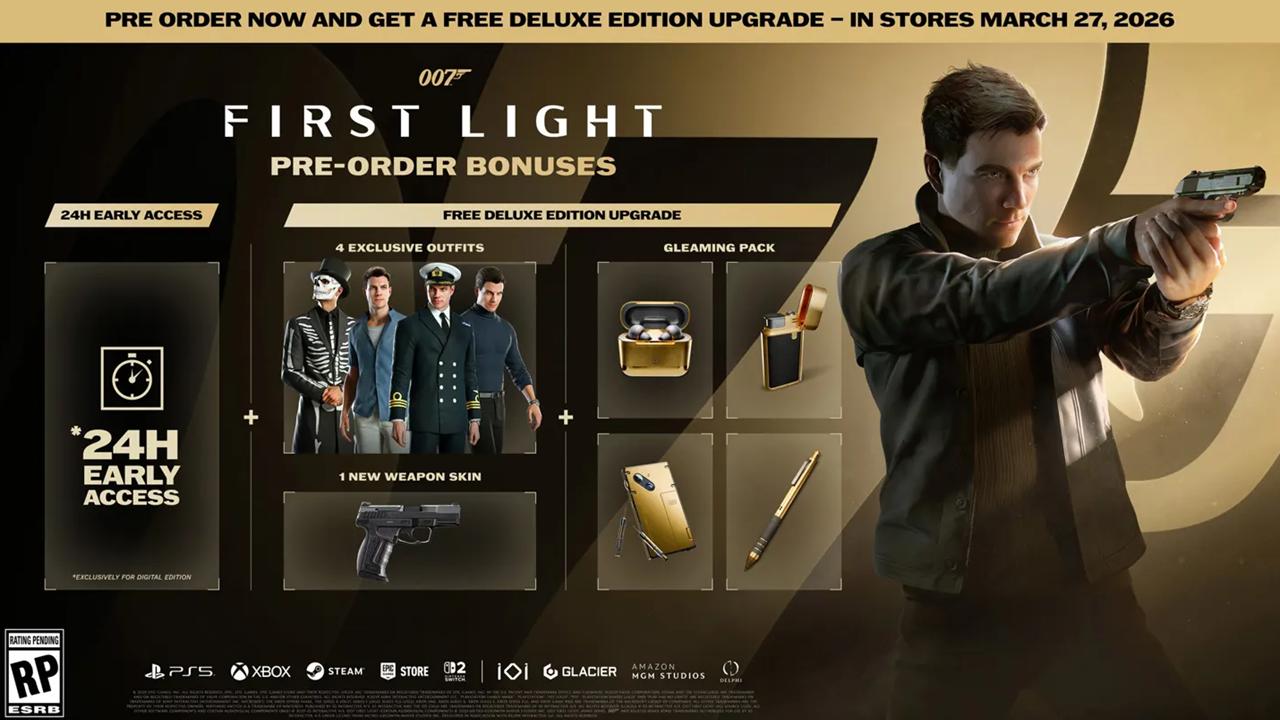 PRE ORDER NOW AND GET A FREE DELUXE EDITION UPGRADE – IN STORES MARCH 27, 2026
007
FIRST LIGHT
PRE-ORDER BONUSES
24H EARLY ACCESS
FREE DELUXE EDITION UPGRADE
4 EXCLUSIVE OUTFITS
GLEAMING PACK
*24H
EARLY
ACCESS
+
+
1 NEW WEAPON SKIN
*EXCLUSIVELY FOR DIGITAL EDITION
RATING PENDING
RP
ESRB
PS5
XBOX
STEAM
EPIC GAMES STORE
2 NINTENDO SWITCH
IOI
GLACIER
AMAZON
MGM STUDIOS
DELPHI